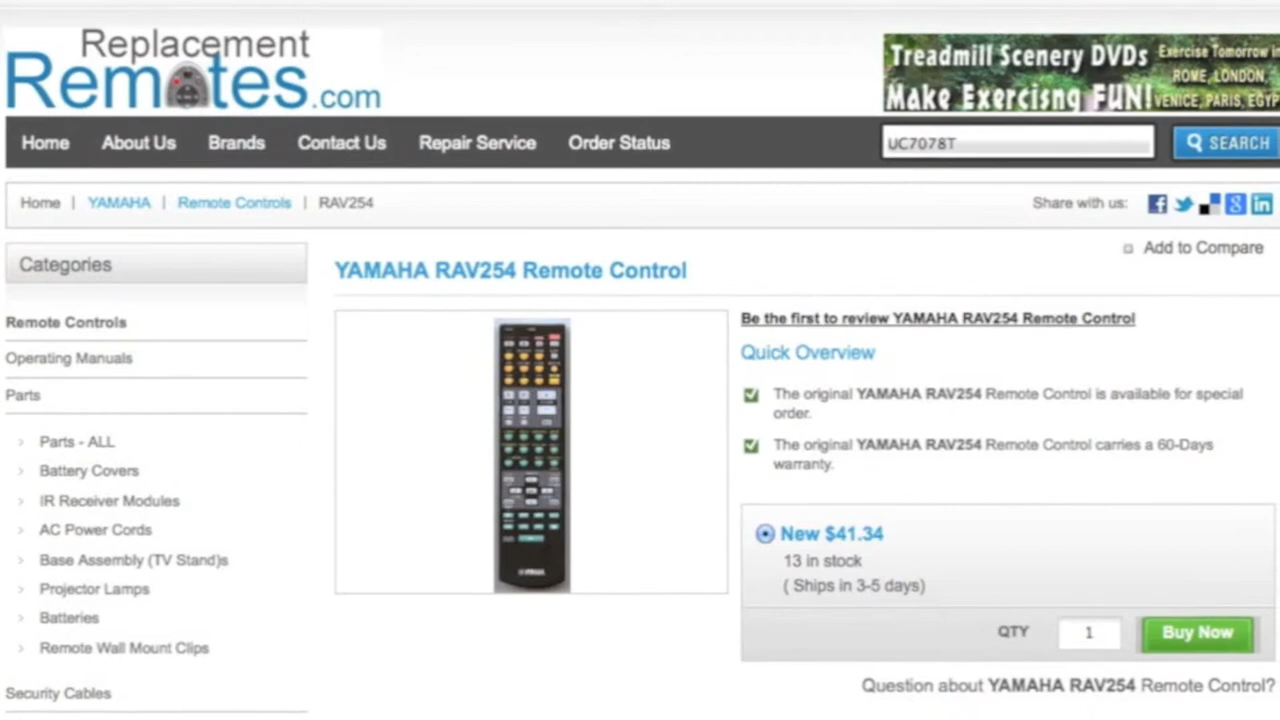 Replacement
Remotes.com
Treadmill Scenery DVDs
Make Exercisng FUN!
Exercise Tomorrow in
ROME, LONDON,
VENICE, PARIS, EGYP
Home
About Us
Brands
Contact Us
Repair Service
Order Status
UC7078T
SEARCH
Home | YAMAHA | Remote Controls | RAV254
Share with us:
Add to Compare
Categories
YAMAHA RAV254 Remote Control
Remote Controls
Operating Manuals
Parts
Parts - ALL
Battery Covers
IR Receiver Modules
AC Power Cords
Base Assembly (TV Stand)s
Projector Lamps
Batteries
Remote Wall Mount Clips
Security Cables
YAMAHA
Be the first to review YAMAHA RAV254 Remote Control
Quick Overview
The original YAMAHA RAV254 Remote Control is available for special
order.
The original YAMAHA RAV254 Remote Control carries a 60-Days
warranty.
New $41.34
13 in stock
( Ships in 3-5 days)
QTY
1
Buy Now
Question about YAMAHA RAV254 Remote Control?